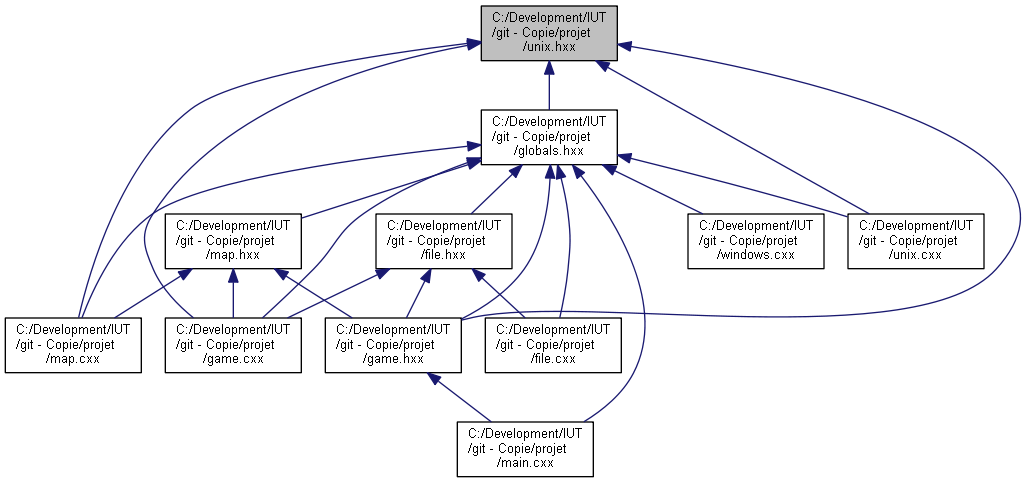 C:/Development/IUT
/git - Copie/projet
/unix.hxx
C:/Development/IUT
/git - Copie/projet
/globals.hxx
C:/Development/IUT
/git - Copie/projet
/map.hxx
C:/Development/IUT
/git - Copie/projet
/file.hxx
C:/Development/IUT
/git - Copie/projet
/windows.cxx
C:/Development/IUT
/git - Copie/projet
/unix.cxx
C:/Development/IUT
/git - Copie/projet
/map.cxx
C:/Development/IUT
/git - Copie/projet
/game.cxx
C:/Development/IUT
/git - Copie/projet
/game.hxx
C:/Development/IUT
/git - Copie/projet
/file.cxx
C:/Development/IUT
/git - Copie/projet
/main.cxx